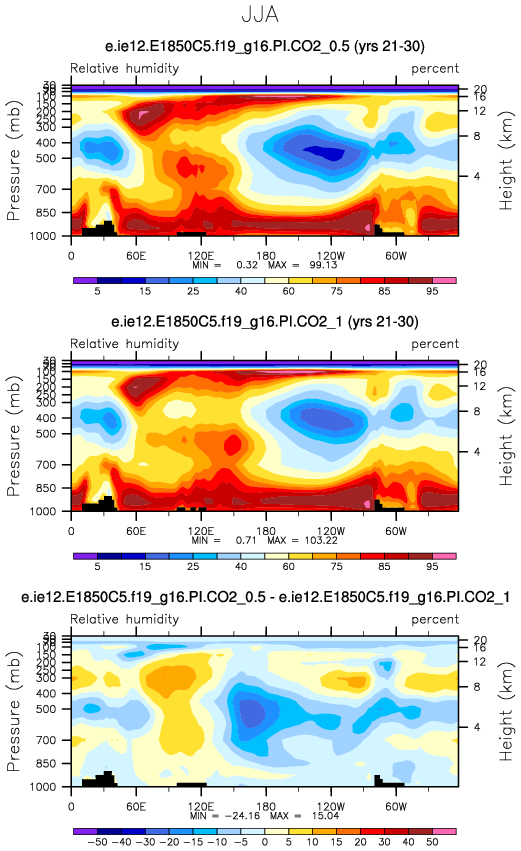 JJA
e.ie12.E1850C5.f19_g16.PI.CO2_0.5 (yrs 21-30)
Relative humidity percent
100
150
200
250
300
400
500
700
850
1000
Pressure (mb)
20
16
12
8
4
Height (km)
0 60E 120E 180 120W 60W
MIN = 0.32 MAX = 99.13
5 15 25 40 60 75 85 95
e.ie12.E1850C5.f19_g16.PI.CO2_1 (yrs 21-30)
Relative humidity percent
30
100
150
200
250
300
400
500
700
850
1000
Pressure (mb)
20
16
12
8
4
Height (km)
0 60E 120E 180 120W 60W
MIN = 0.71 MAX = 103.22
5 15 25 40 60 75 85 95
e.ie12.E1850C5.f19_g16.PI.CO2_0.5 - e.ie12.E1850C5.f19_g16.PI.CO2_1
Relative humidity percent
30
100
150
200
250
300
400
500
700
850
1000
Pressure (mb)
20
16
12
8
4
Height (km)
0 60E 120E 180 120W 60W
MIN = -24.16 MAX = 15.04
-50 -40 -30 -20 -15 -10 -5 0 5 10 15 20 30 40 50